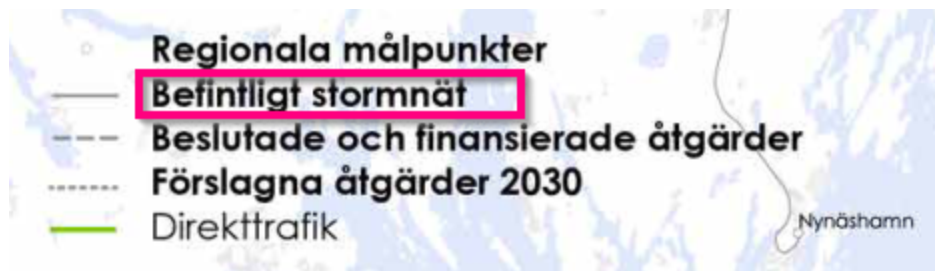 Regionala målpunkter
Befintligt stormnät
Beslutade och finansierade åtgärder
Förslagna åtgärder 2030
Direkttrafik
Nynäshamn